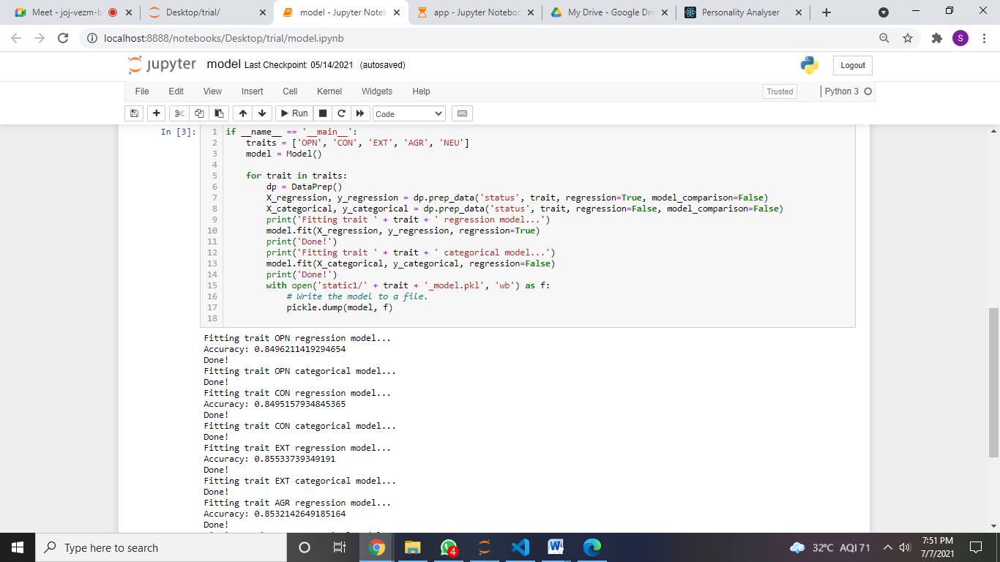 Meet - joj-vezm-b
Desktop/trial/
model - Jupyter Noteb
app - Jupyter Noteboo
My Drive - Google Dri
Personality Analyser
localhost:8888/notebooks/Desktop/trial/model.ipynb
S
jupyter model Last Checkpoint: 05/14/2021 (autosaved)
Logout
File Edit View Insert Cell Kernel Widgets Help
Trusted
Python 3
Run
Code
In [3]:
1 if __name__ == '__main__':
2     traits = ['OPN', 'CON', 'EXT', 'AGR', 'NEU']
3     model = Model()
4
5     for trait in traits:
6         dp = DataPrep()
7         X_regression, y_regression = dp.prep_data('status', trait, regression=True, model_comparison=False)
8         X_categorical, y_categorical = dp.prep_data('status', trait, regression=False, model_comparison=False)
9         print('Fitting trait ' + trait + ' regression model...')
10         model.fit(X_regression, y_regression, regression=True)
11         print('Done!')
12         print('Fitting trait ' + trait + ' categorical model...')
13         model.fit(X_categorical, y_categorical, regression=False)
14         print('Done!')
15         with open('static1/' + trait + '_model.pkl', 'wb') as f:
16             # Write the model to a file.
17             pickle.dump(model, f)
18
Fitting trait OPN regression model...
Accuracy: 0.8496211419294654
Done!
Fitting trait OPN categorical model...
Done!
Fitting trait CON regression model...
Accuracy: 0.8495157934845365
Done!
Fitting trait CON categorical model...
Done!
Fitting trait EXT regression model...
Accuracy: 0.85533739349191
Done!
Fitting trait EXT categorical model...
Done!
Fitting trait AGR regression model...
Accuracy: 0.8532142649185164
Done!
Type here to search
4
32°C AQI 71
7:51 PM
7/7/2021